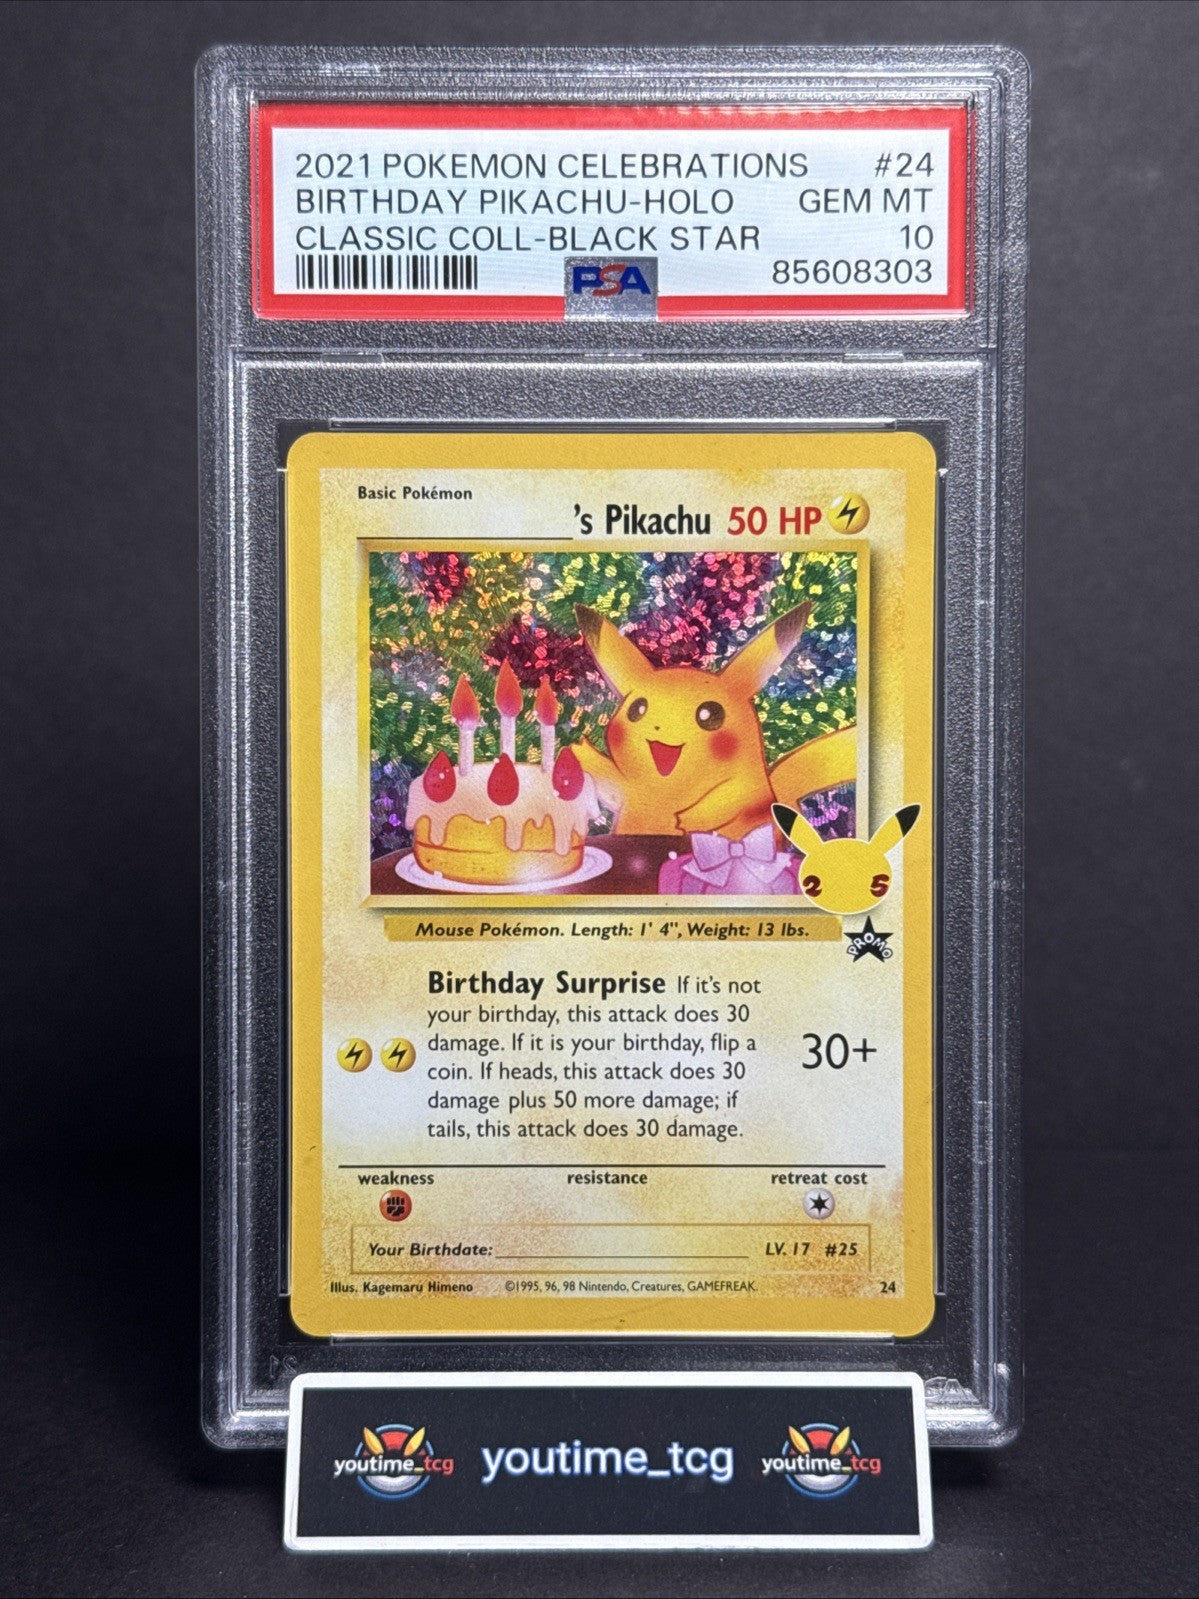 2021 POKEMON CELEBRATIONS #24
BIRTHDAY PIKACHU-HOLO GEM MT
CLASSIC COLL-BLACK STAR 10
PSA 85608303
Basic Pokémon
's Pikachu 50 HP
25
Mouse Pokémon. Length: 1' 4", Weight: 13 lbs.
PROMO
Birthday Surprise If it's not
your birthday, this attack does 30
damage. If it is your birthday, flip a
coin. If heads, this attack does 30
damage plus 50 more damage; if
tails, this attack does 30 damage.
30+
weakness resistance retreat cost
Your Birthdate: LV. 17 #25
Illus. Kagemaru Himeno ©1995, 96, 98 Nintendo, Creatures, GAMEFREAK. 24
youtime_tcg youtime_tcg youtime_tcg